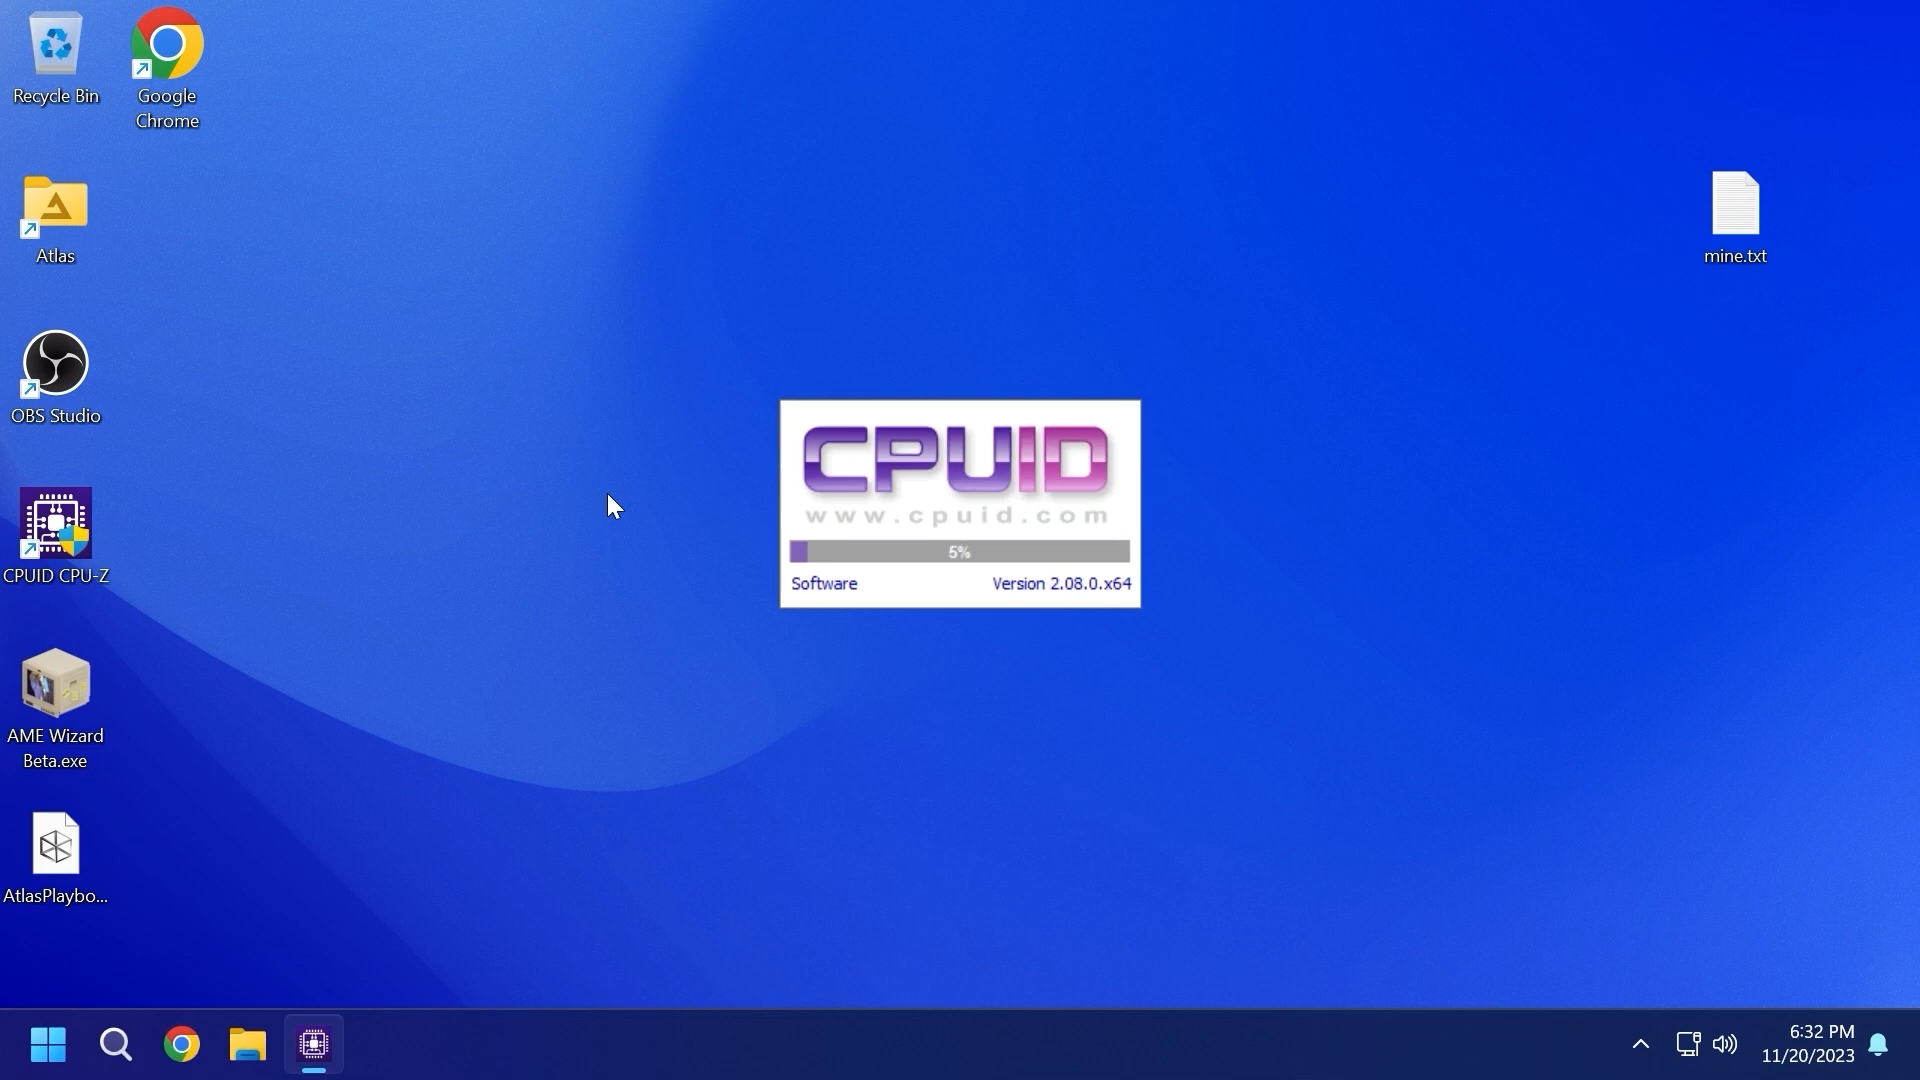 Recycle Bin
Google
Chrome
Atlas
mine.txt
OBS Studio
CPUID
www.cpuid.com
5%
Software
Version 2.08.0.x64
CPUID CPU-Z
AME Wizard
Beta.exe
AtlasPlaybo...
6:32 PM
11/20/2023